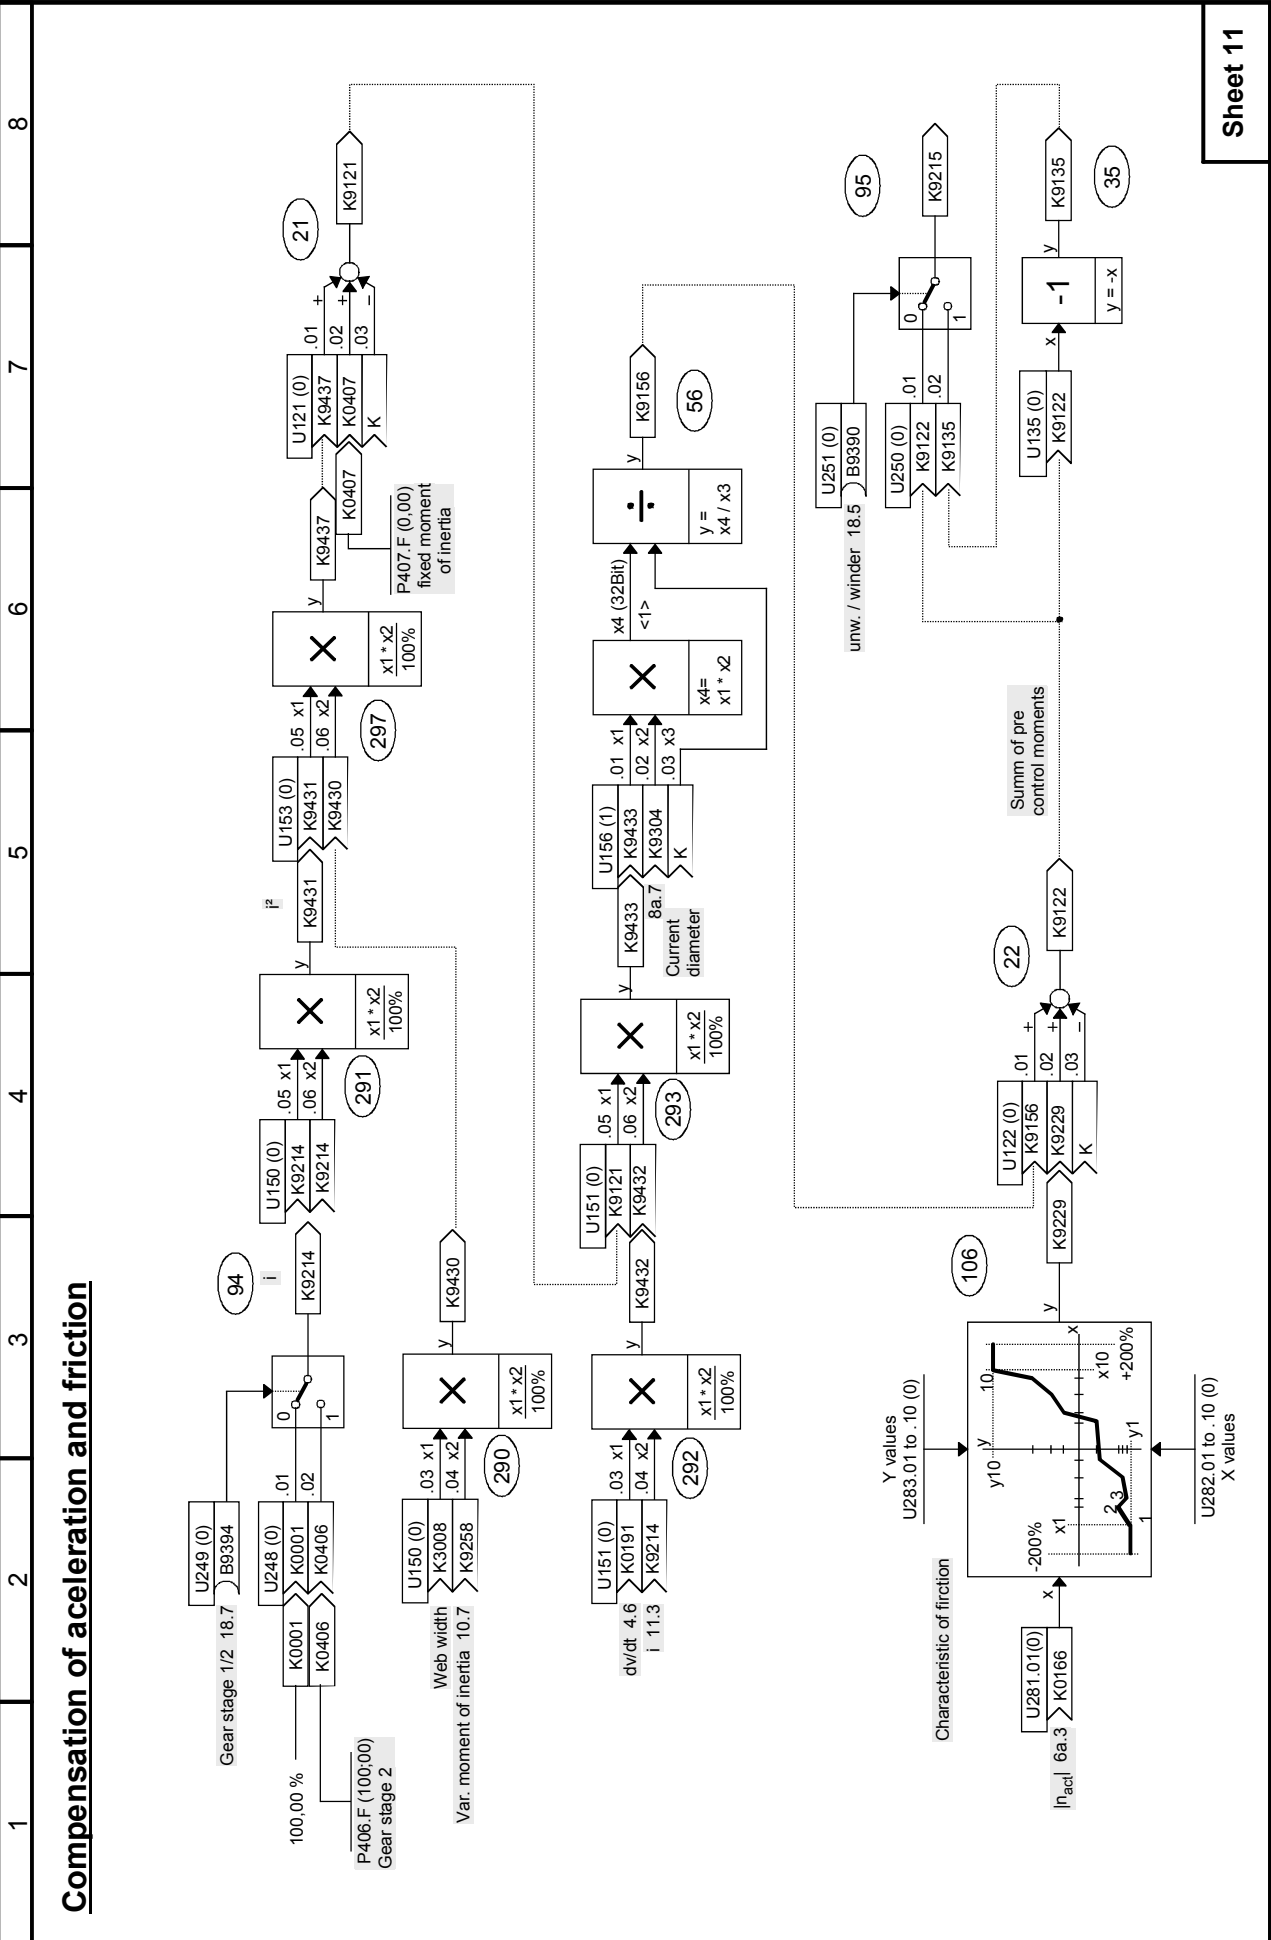 1
2
3
4
5
6
7
8
Compensation of aceleration and friction
Gear stage 1/2 18.7
U249 (0)
B9394
100,00 %
K0001
K0406
U248 (0)
K0001
K0406
.01
.02
0
1
P406.F (100;00)
Gear stage 2
94
i
K9214
U150 (0)
K9214
K9214
.05 x1
.06 x2
291
x1 * x2
100%
y
i²
K9431
U153 (0)
K9431
K9430
.05 x1
.06 x2
297
x1 * x2
100%
y
K9437
K0407
P407.F (0,00)
fixed moment
of inertia
U121 (0)
K9437
K0407
K
.01
.02
.03
+
+
–
21
K9121
Web width
Var. moment of inertia 10.7
U150 (0)
K3008
K9258
.03 x1
.04 x2
290
x1 * x2
100%
y
K9430
dv/dt 4.6
i 11.3
U151 (0)
K0191
K9214
.03 x1
.04 x2
292
x1 * x2
100%
y
K9432
U151 (0)
K9121
K9432
.05 x1
.06 x2
293
x1 * x2
100%
y
K9433
8a.7
Current
diameter
U156 (1)
K9433
K9304
K
.01 x1
.02 x2
.03 x3
x4=
x1 * x2
x4 (32Bit)
<1>
y =
x4 / x3
y
K9156
56
unw. / winder 18.5
U251 (0)
B9390
U250 (0)
K9122
K9135
.01
.02
0
1
95
K9215
Characteristic of firction
|nact| 6a.3
U281.01(0)
K0166
x
Y values
U283.01 to .10 (0)
-200%
x1
y10
y
10
1
2
3
y1
x
x10
+200%
U282.01 to .10 (0)
X values
y
106
K9229
U122 (0)
K9156
K9229
K
.01
.02
.03
+
+
–
22
K9122
Summ of pre
control moments
U135 (0)
K9122
x
-1
y = -x
y
K9135
35
Sheet 11